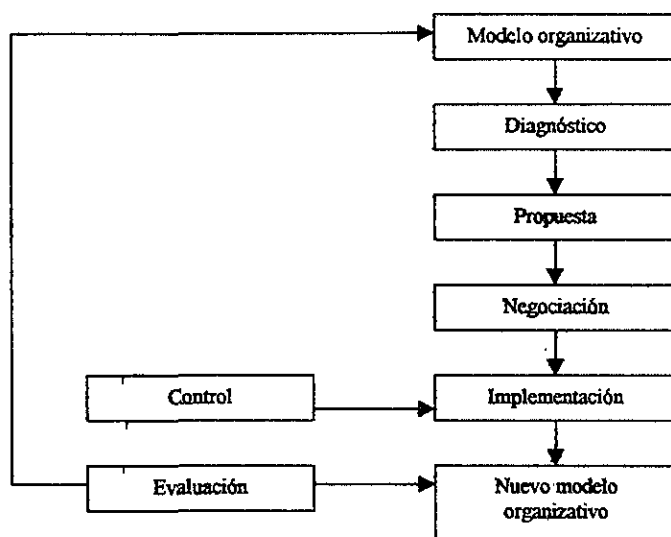 Modelo organizativo
Diagnóstico
Propuesta
Negociación
Control
Implementación
Evaluación
Nuevo modelo
organizativo